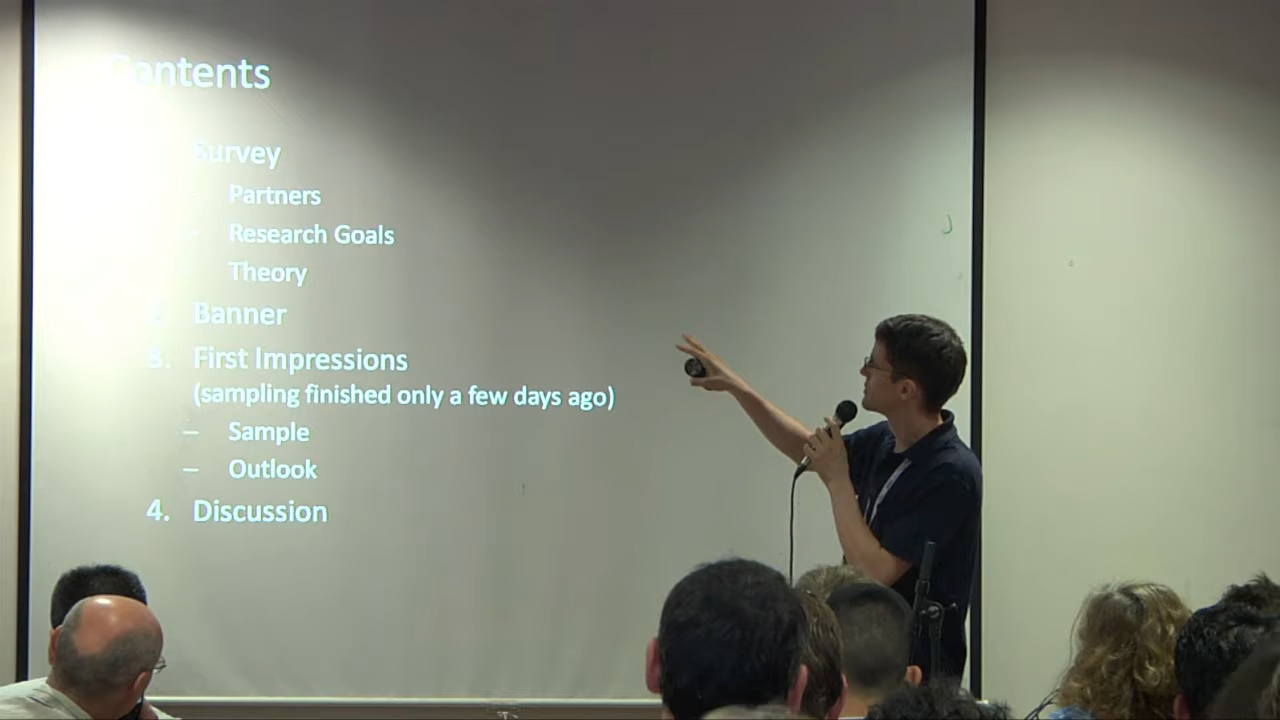 Contents
Survey
Partners
- Research Goals
Theory
2. Banner
3. First Impressions
(sampling finished only a few days ago)
– Sample
– Outlook
4. Discussion